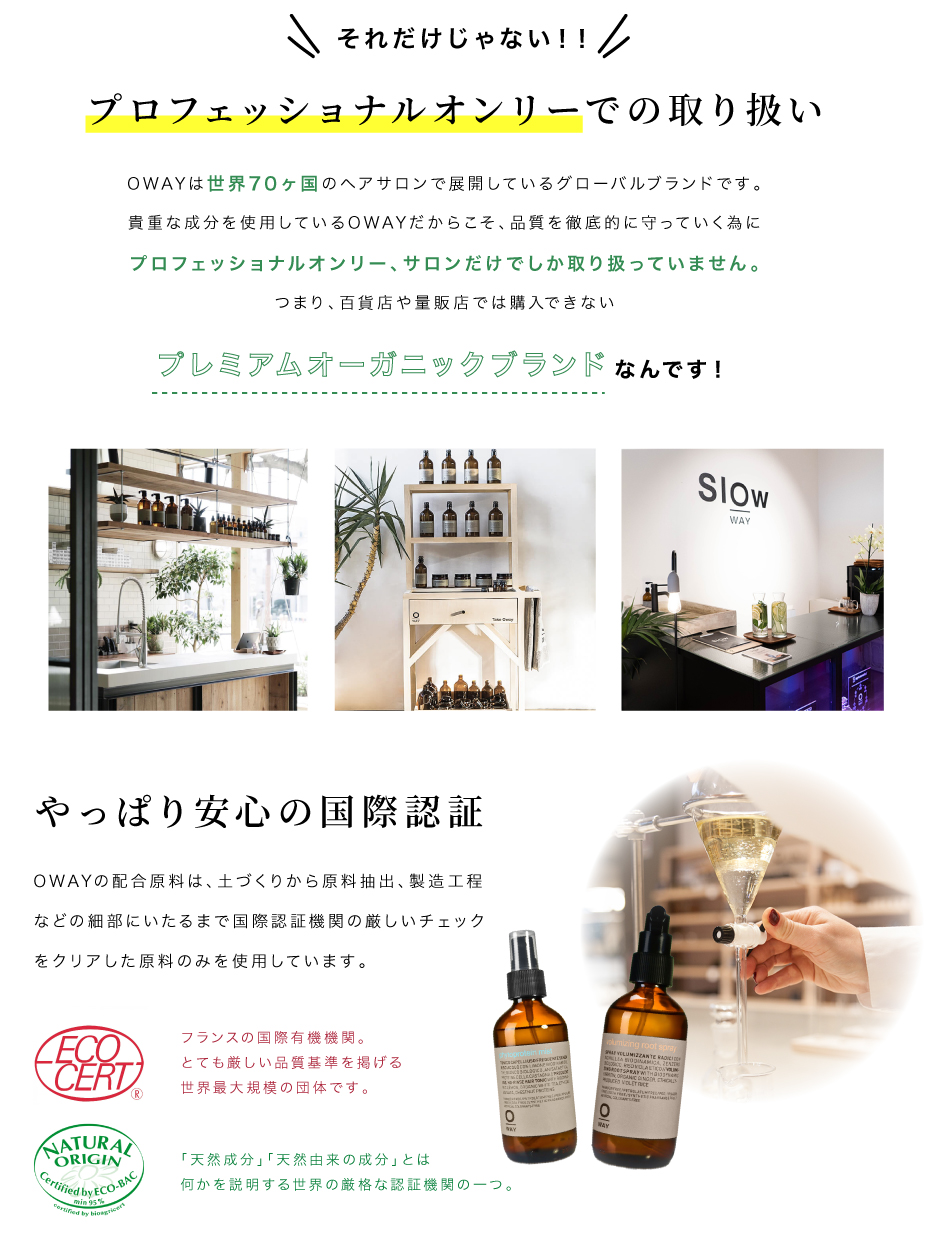 それだけじゃない！！
プロフェッショナルオンリーでの取り扱い
OWAYは世界70ヶ国のヘアサロンで展開しているグローバルブランドです。
貴重な成分を使用しているOWAYだからこそ、品質を徹底的に守っていく為に
プロフェッショナルオンリー、サロンだけでしか取り扱っていません。
つまり、百貨店や量販店では購入できない
プレミアムオーガニックブランドなんです！
Slow
WAY
WAY
Take Oway
やっぱり安心の国際認証
OWAYの配合原料は、土づくりから原料抽出、製造工程
などの細部にいたるまで国際認証機関の厳しいチェック
をクリアした原料のみを使用しています。
ECO
CERT®
フランスの国際有機機関。
とても厳しい品質基準を掲げる
世界最大規模の団体です。
NATURAL
ORIGIN
Certified by ECO-BAC
min 95%
certified by bioagricert
「天然成分」「天然由来の成分」とは
何かを説明する世界の厳格な認証機関の一つ。
O
WAY
volumizing root spray
SPRAY VOLUMIZZANTE RADICI
O
WAY